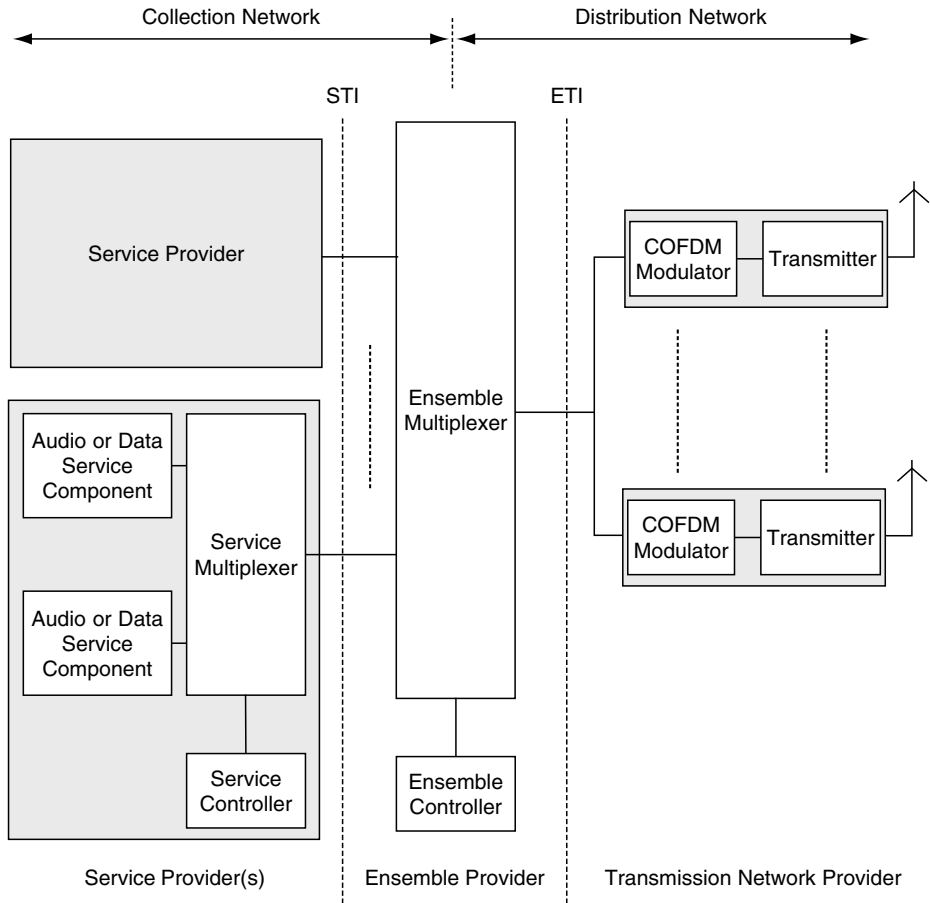 Collection Network
Distribution Network
STI
ETI
Service Provider
COFDM
Modulator
Transmitter
Ensemble
Multiplexer
Audio or Data
Service
Component
Service
Multiplexer
COFDM
Modulator
Transmitter
Audio or Data
Service
Component
Service
Controller
Ensemble
Controller
Service Provider(s)
Ensemble Provider
Transmission Network Provider